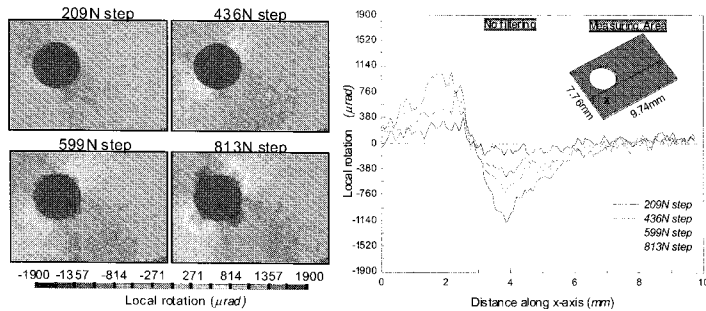 209N step
436N step
599N step
813N step
-1900 -1357 -814 -271 271 814 1357 1900
Local rotation (μrad)
Local rotation (μrad)
1900
1520
1140
760
380
0
-380
-760
-1140
-1520
-1900
No filtering
Measuring Area
7.76mm
x
9.74mm
209N step
436N step
599N step
813N step
0 2 4 6 8 10
Distance along x-axis (mm)